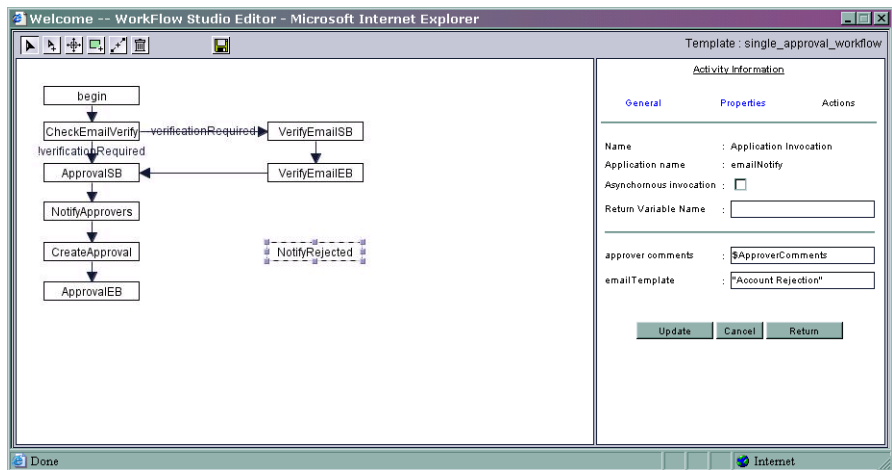 Welcome -- WorkFlow Studio Editor - Microsoft Internet Explorer
Template : single_approval_workflow
begin
CheckEmailVerify
verificationRequired
VerifyEmailSB
!verificationRequired
ApprovalSB
VerifyEmailEB
NotifyApprovers
CreateApproval
NotifyRejected
ApprovalEB
Activity Information
General Properties Actions
Name : Application Invocation
Application name : emailNotify
Asynchornous invocation :
Return Variable Name :
approver comments : $ApproverComments
emailTemplate : "Account Rejection"
Update Cancel Return
Done
Internet